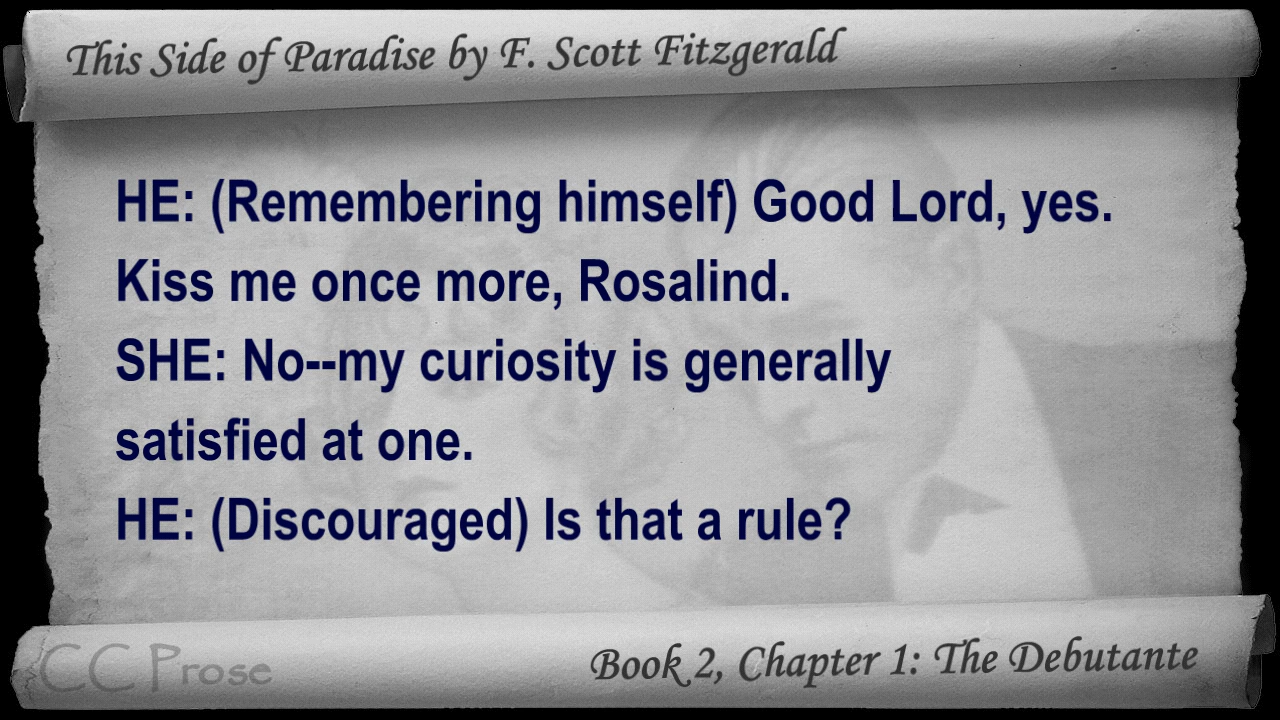 This Side of Paradise by F. Scott Fitzgerald
HE: (Remembering himself) Good Lord, yes.
Kiss me once more, Rosalind.
SHE: No--my curiosity is generally
satisfied at one.
HE: (Discouraged) Is that a rule?
CC Prose
Book 2, Chapter 1: The Debutante